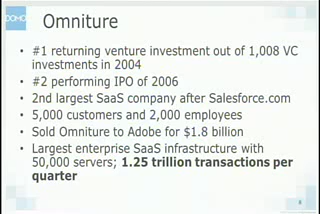 DOMO
Omniture
• #1 returning venture investment out of 1,008 VC
investments in 2004
• #2 performing IPO of 2006
• 2nd largest SaaS company after Salesforce.com
• 5,000 customers and 2,000 employees
• Sold Omniture to Adobe for $1.8 billion
• Largest enterprise SaaS infrastructure with
50,000 servers; 1.25 trillion transactions per
quarter